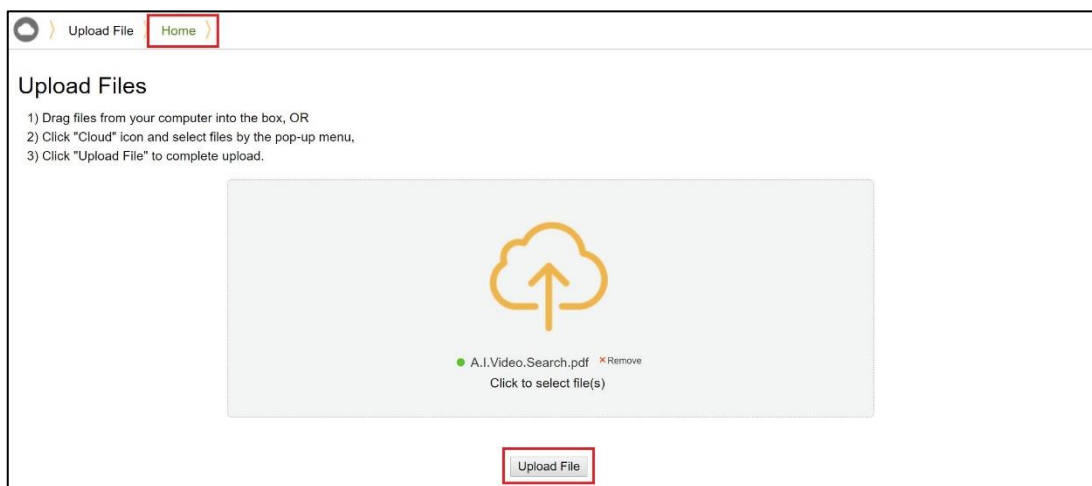 Upload File Home
Upload Files
1) Drag files from your computer into the box, OR
2) Click "Cloud" icon and select files by the pop-up menu,
3) Click "Upload File" to complete upload.
A.I.Video.Search.pdf ×Remove
Click to select file(s)
Upload File